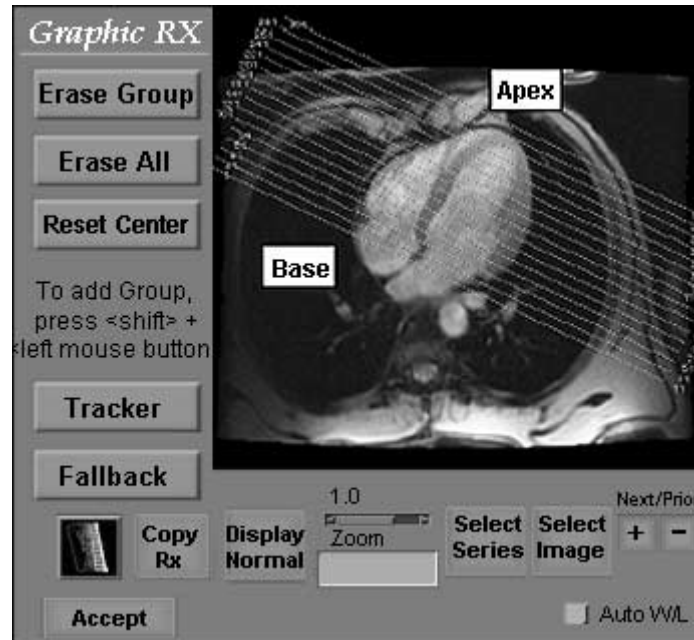 Graphic RX
Erase Group
Erase All
Reset Center
To add Group,
press <shift> +
<left mouse button
Tracker
Fallback
Apex
Base
Copy
Rx
Display
Normal
1.0
Zoom
Select
Series
Select
Image
Next/Prio
+ −
Accept
Auto W/L